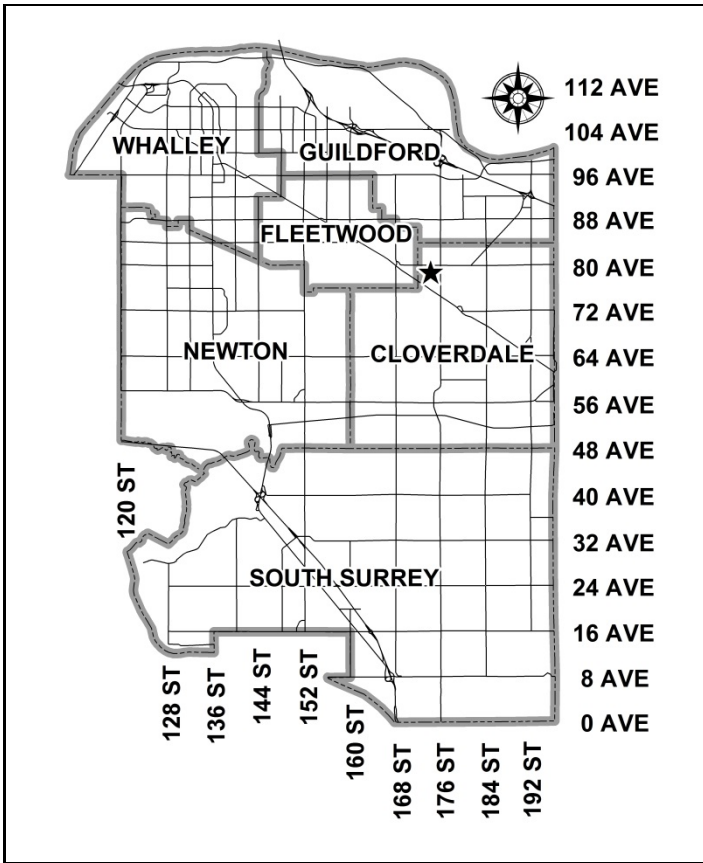 112 AVE
104 AVE
WHALLEY
GUILDFORD
96 AVE
88 AVE
FLEETWOOD
80 AVE
72 AVE
NEWTON
CLOVERDALE
64 AVE
56 AVE
48 AVE
120 ST
40 AVE
32 AVE
SOUTH SURREY
24 AVE
16 AVE
8 AVE
0 AVE
128 ST
136 ST
144 ST
152 ST
160 ST
168 ST
176 ST
184 ST
192 ST